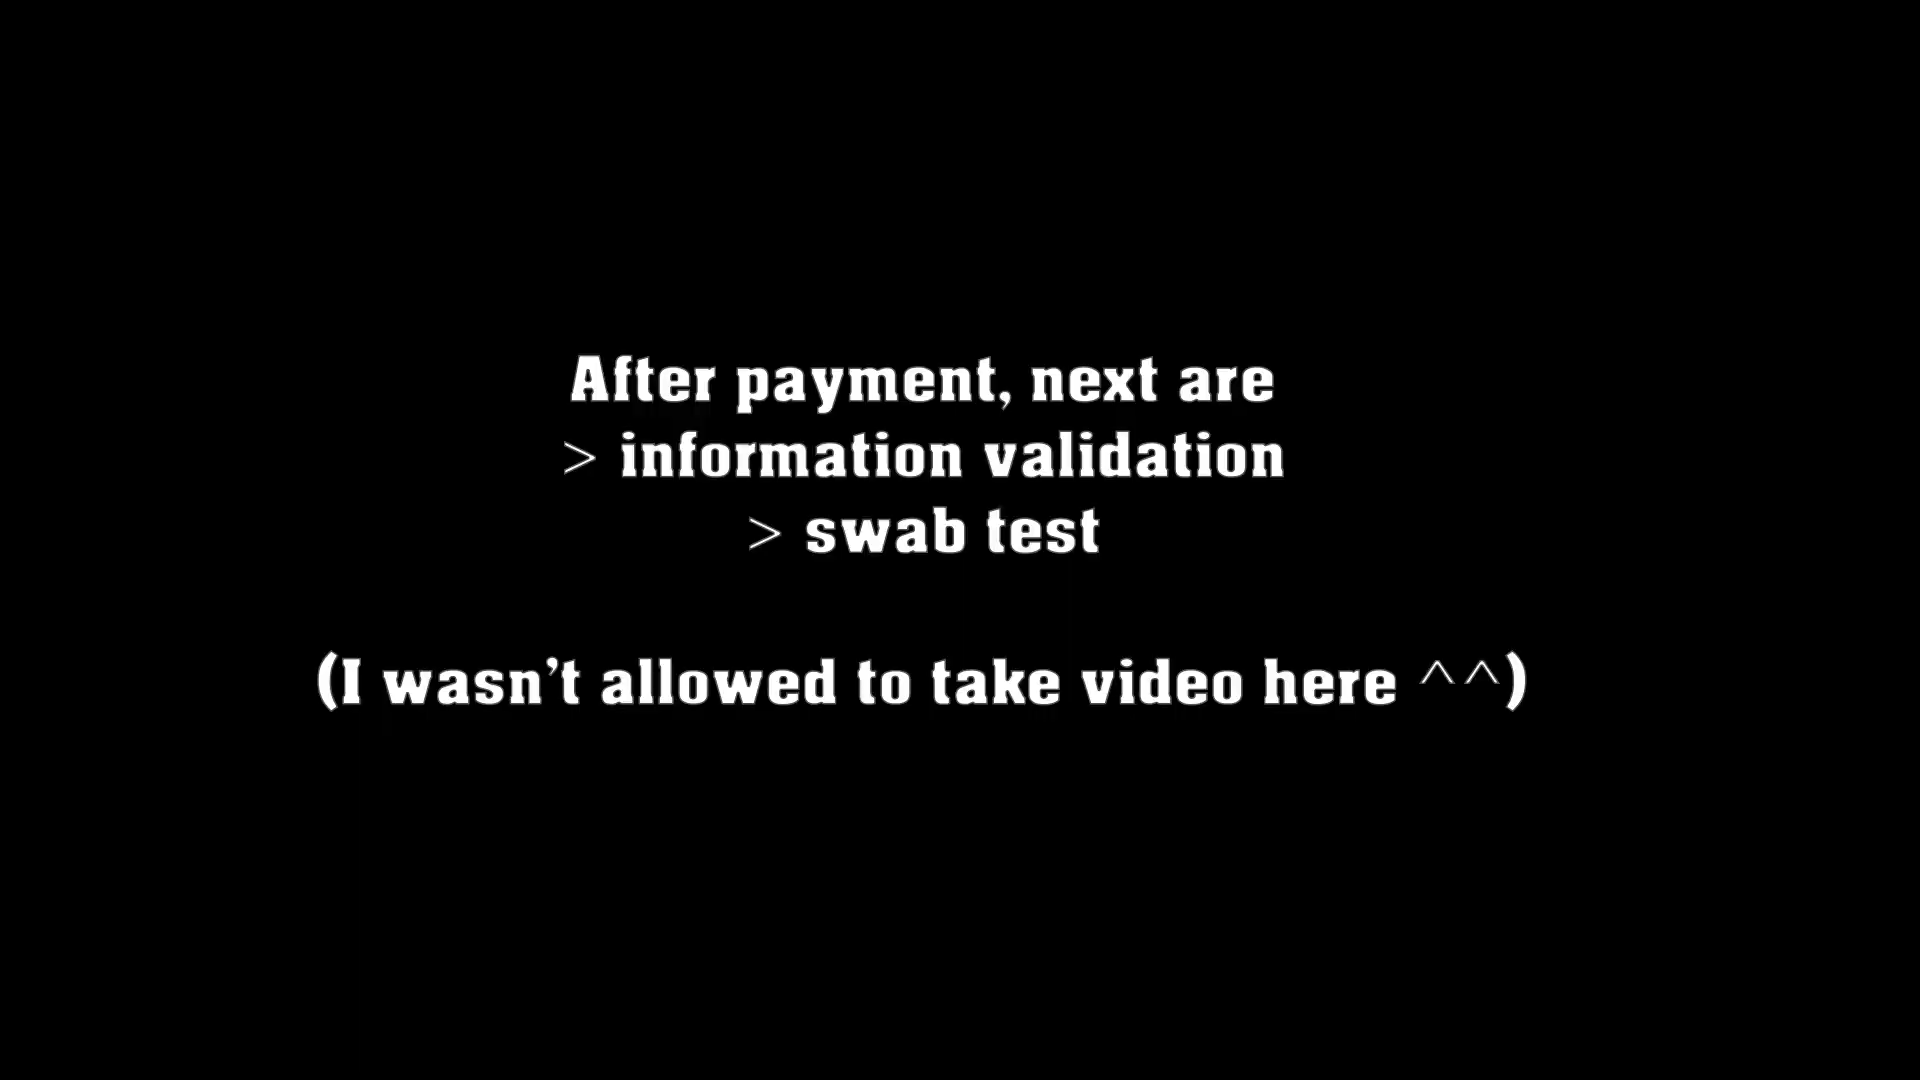 After payment, next are
> information validation
> swab test
(I wasn't allowed to take video here ^^)